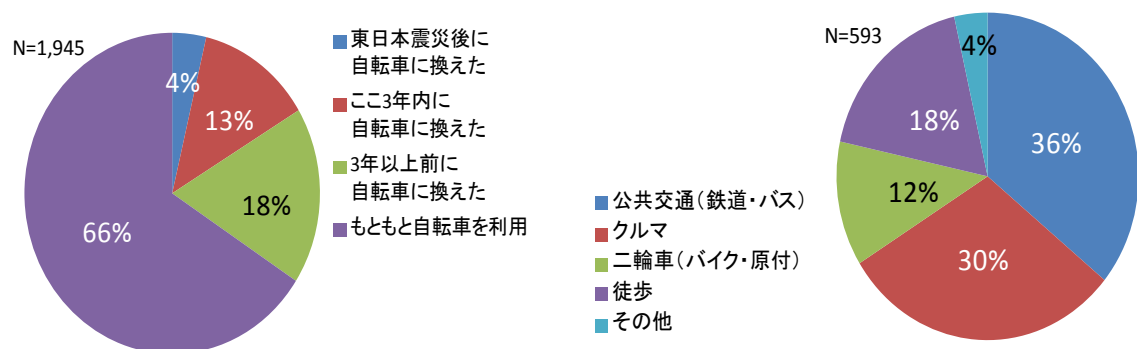 N=1,945
4%
13%
18%
66%
東日本震災後に
自転車に換えた
ここ3年内に
自転車に換えた
3年以上前に
自転車に換えた
もともと自転車を利用
N=593
4%
36%
18%
12%
30%
公共交通（鉄道・バス）
クルマ
二輪車（バイク・原付）
徒歩
その他